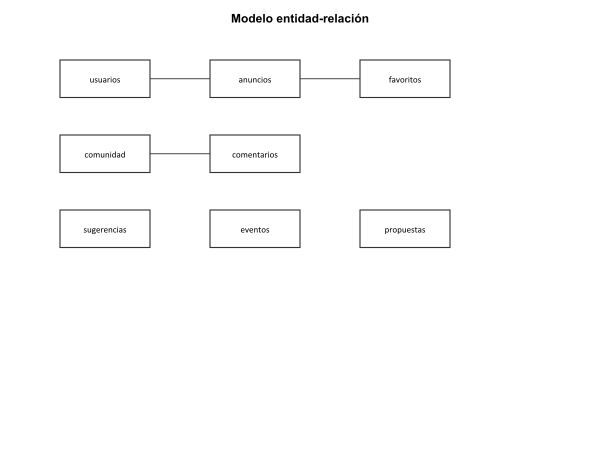 Modelo entidad-relación
usuarios
anuncios
favoritos
comunidad
comentarios
sugerencias
eventos
propuestas